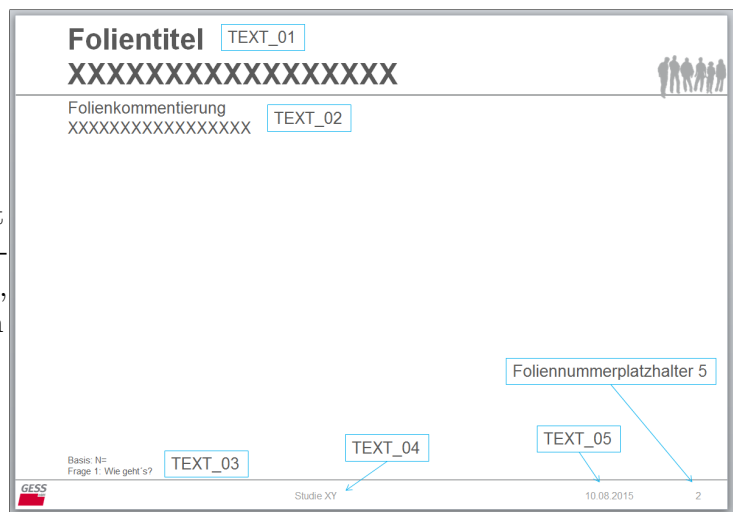 Folientitel TEXT_01
XXXXXXXXXXXXXXXXX
Folienkommentierung
XXXXXXXXXXXXXXXXX TEXT_02
Foliennummerplatzhalter 5
TEXT_04 TEXT_05
Basis: N=
Frage 1: Wie geht´s? TEXT_03
GESS
Studie XY 10.08.2015 2